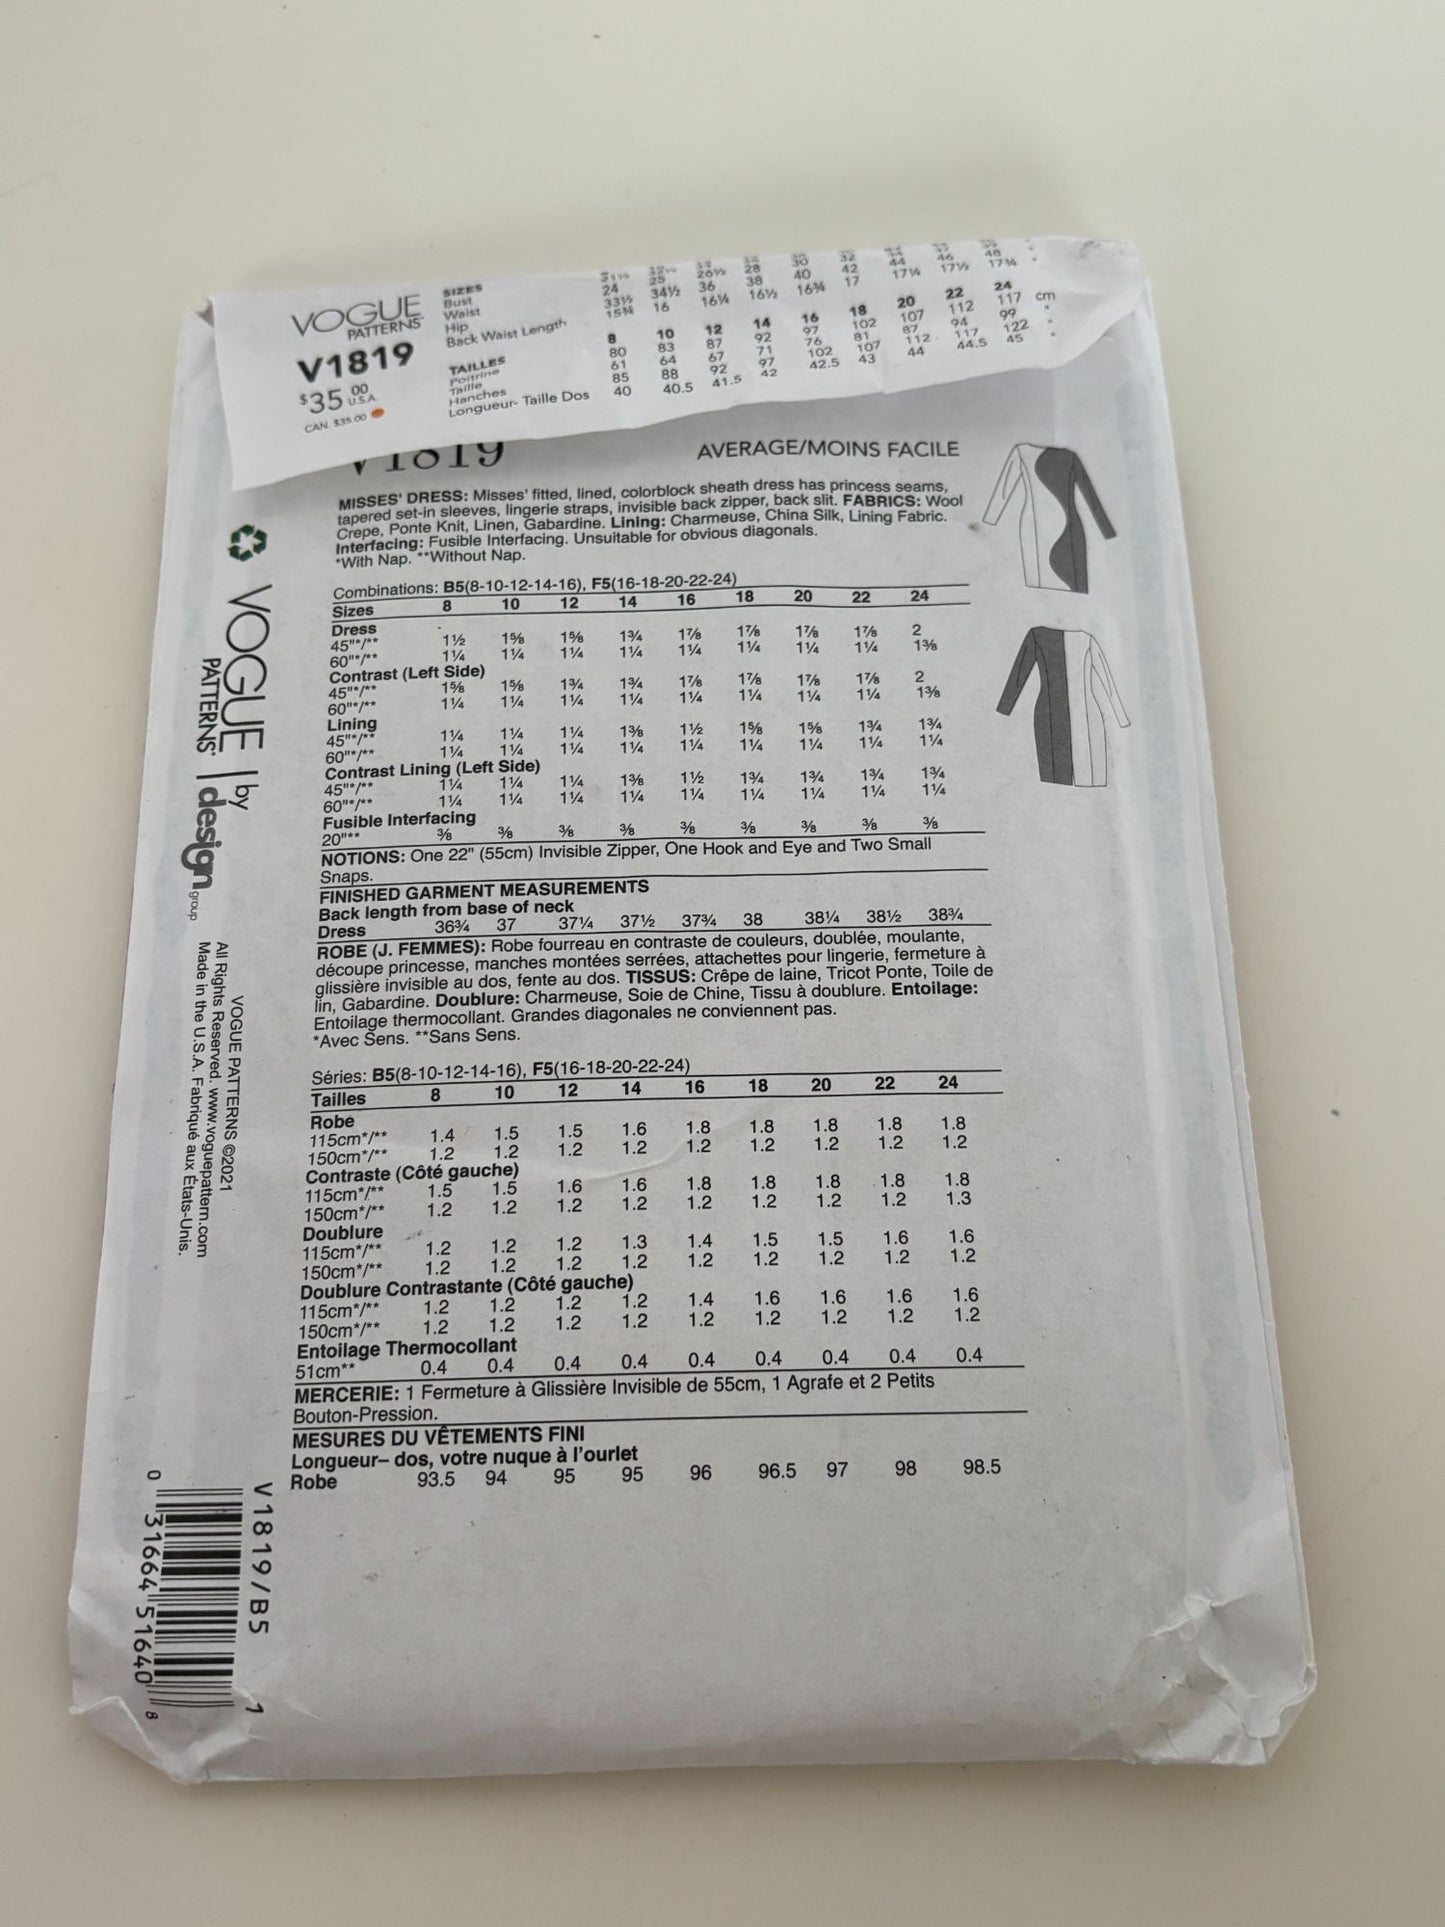 VOGUE
PATTERNS
V1819
$35.00 U.S.A.
CAN. $35.00
SIZES
Bust 24 25 26½ 28 30 32
Waist 33½ 34½ 36 38 40 42 44 46 48
Hip 15¾ 16 16¼ 16½ 16¾ 17 17¼ 17½ 17¾ "
Back Waist Length
TAILLES 8 10 12 14 16 18 20 22 24
Poitrine 80 83 87 92 97 102 107 112 117 cm
Taille 61 64 67 71 76 81 87 94 99 "
Hanches 85 88 92 97 102 107 112 117 122 "
Longueur- Taille Dos 40 40.5 41.5 42 42.5 43 44 44.5 45 "
V1819
AVERAGE/MOINS FACILE
MISSES' DRESS: Misses' fitted, lined, colorblock sheath dress has princess seams,
tapered set-in sleeves, lingerie straps, invisible back zipper, back slit. FABRICS: Wool
Crepe, Ponte Knit, Linen, Gabardine. Lining: Charmeuse, China Silk, Lining Fabric.
Interfacing: Fusible Interfacing. Unsuitable for obvious diagonals.
*With Nap. **Without Nap.
Combinations: B5(8-10-12-14-16), F5(16-18-20-22-24)
Sizes 8 10 12 14 16 18 20 22 24
Dress
45"*/** 1½ 1⅝ 1⅝ 1¾ 1⅞ 1⅞ 1⅞ 1⅞ 2
60"*/** 1¼ 1¼ 1¼ 1¼ 1¼ 1¼ 1¼ 1¼ 1⅜
Contrast (Left Side)
45"*/** 1⅝ 1⅝ 1¾ 1¾ 1⅞ 1⅞ 1⅞ 1⅞ 2
60"*/** 1¼ 1¼ 1¼ 1¼ 1¼ 1¼ 1¼ 1¼ 1⅜
Lining
45"*/** 1¼ 1¼ 1¼ 1⅜ 1½ 1⅝ 1⅝ 1¾ 1¾
60"*/** 1¼ 1¼ 1¼ 1¼ 1¼ 1¼ 1¼ 1¼ 1¼
Contrast Lining (Left Side)
45"*/** 1¼ 1¼ 1¼ 1⅜ 1½ 1¾ 1¾ 1¾ 1¾
60"*/** 1¼ 1¼ 1¼ 1¼ 1¼ 1¼ 1¼ 1¼ 1¼
Fusible Interfacing
20"** ⅜ ⅜ ⅜ ⅜ ⅜ ⅜ ⅜ ⅜ ⅜
NOTIONS: One 22" (55cm) Invisible Zipper, One Hook and Eye and Two Small
Snaps.
FINISHED GARMENT MEASUREMENTS
Back length from base of neck
Dress 36¾ 37 37¼ 37½ 37¾ 38 38¼ 38½ 38¾
ROBE (J. FEMMES): Robe fourreau en contraste de couleurs, doublée, moulante,
découpe princesse, manches montées serrées, attachettes pour lingerie, fermeture à
glissière invisible au dos, fente au dos. TISSUS: Crêpe de laine, Tricot Ponte, Toile de
lin, Gabardine. Doublure: Charmeuse, Soie de Chine, Tissu à doublure. Entoilage:
Entoilage thermocollant. Grandes diagonales ne conviennent pas.
*Avec Sens. **Sans Sens.
Séries: B5(8-10-12-14-16), F5(16-18-20-22-24)
Tailles 8 10 12 14 16 18 20 22 24
Robe
115cm*/** 1.4 1.5 1.5 1.6 1.8 1.8 1.8 1.8 1.8
150cm*/** 1.2 1.2 1.2 1.2 1.2 1.2 1.2 1.2 1.2
Contraste (Côté gauche)
115cm*/** 1.5 1.5 1.6 1.6 1.8 1.8 1.8 1.8 1.8
150cm*/** 1.2 1.2 1.2 1.2 1.2 1.2 1.2 1.2 1.3
Doublure
115cm*/** 1.2 1.2 1.2 1.3 1.4 1.5 1.5 1.6 1.6
150cm*/** 1.2 1.2 1.2 1.2 1.2 1.2 1.2 1.2 1.2
Doublure Contrastante (Côté gauche)
115cm*/** 1.2 1.2 1.2 1.2 1.4 1.6 1.6 1.6 1.6
150cm*/** 1.2 1.2 1.2 1.2 1.2 1.2 1.2 1.2 1.2
Entoilage Thermocollant
51cm** 0.4 0.4 0.4 0.4 0.4 0.4 0.4 0.4 0.4
MERCERIE: 1 Fermeture à Glissière Invisible de 55cm, 1 Agrafe et 2 Petits
Bouton-Pression.
MESURES DU VÊTEMENTS FINI
Longueur– dos, votre nuque à l'ourlet
Robe 93.5 94 95 95 96 96.5 97 98 98.5
VOGUE
PATTERNS
by
design
group
VOGUE PATTERNS ©2021
All Rights Reserved. www.voguepattern.com
Made in the U.S.A. Fabriqué aux États-Unis.
V1819/B5 1
0 31664 51640 8